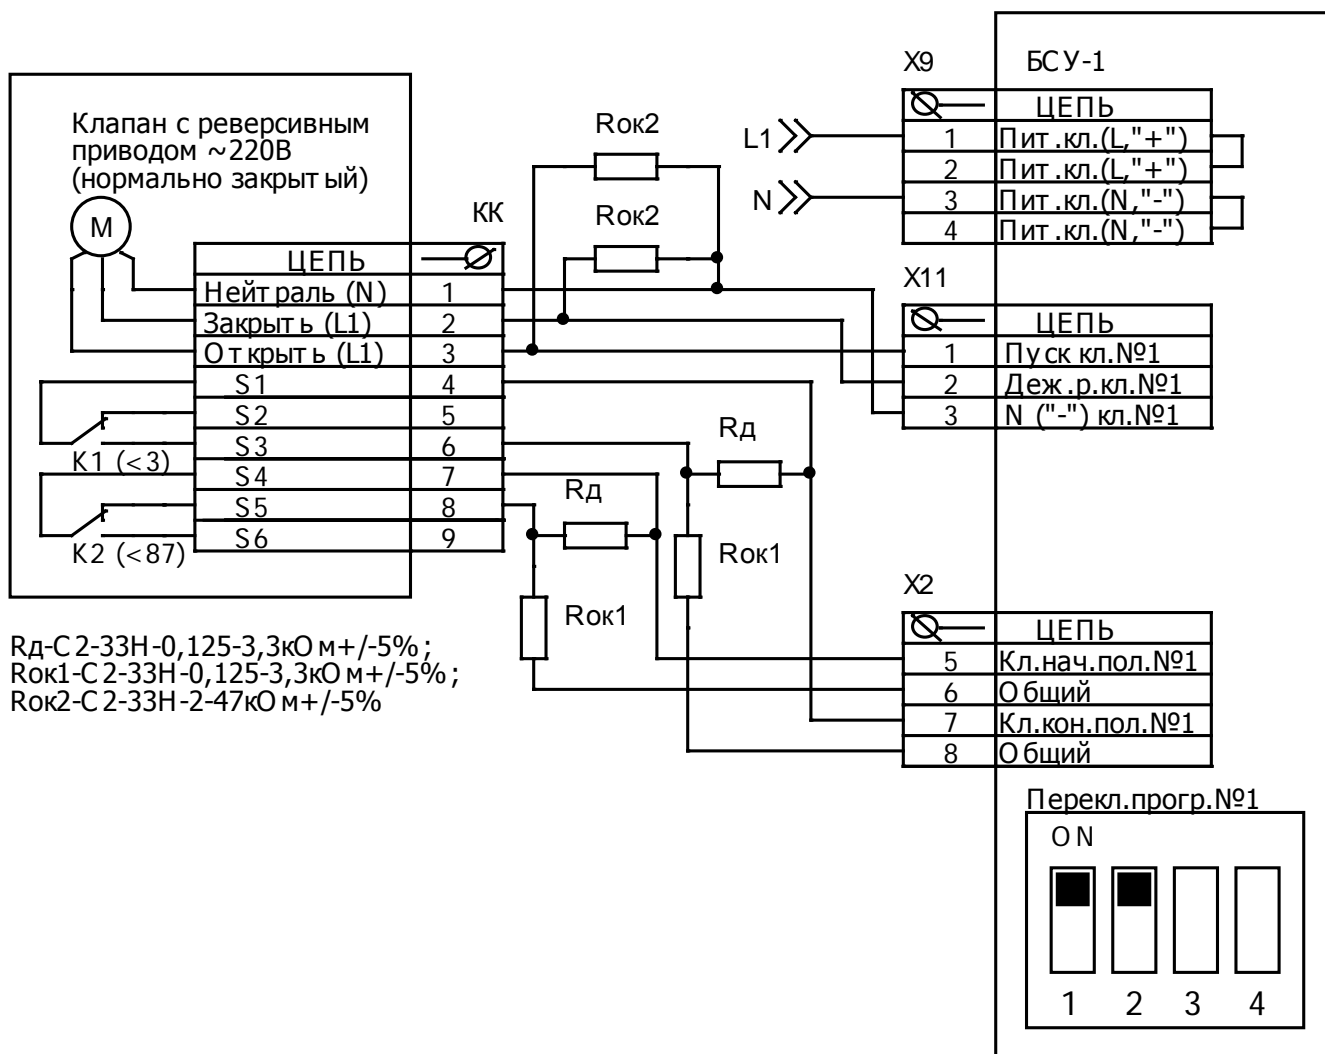 Клапан с реверсивным
приводом ~220В
(нормально закрытый)
М
КК
ЦЕПЬ
Нейтраль (N) 1
Закрыть (L1) 2
Открыть (L1) 3
S1 4
S2 5
S3 6
S4 7
S5 8
S6 9
К1 (<3)
К2 (<87)
Rок2
Rок2
Rд
Rд
Rок1
Rок1
Rд-С2-33Н-0,125-3,3кОм+/-5%;
Rок1-С2-33Н-0,125-3,3кОм+/-5%;
Rок2-С2-33Н-2-47кОм+/-5%
L1
N
X9 БСУ-1
ЦЕПЬ
1 Пит.кл.(L,"+")
2 Пит.кл.(L,"+")
3 Пит.кл.(N,"-")
4 Пит.кл.(N,"-")
X11
ЦЕПЬ
1 Пуск кл.№1
2 Деж.р.кл.№1
3 N ("-") кл.№1
X2
ЦЕПЬ
5 Кл.нач.пол.№1
6 Общий
7 Кл.кон.пол.№1
8 Общий
Перекл.прогр.№1
ON
1 2 3 4